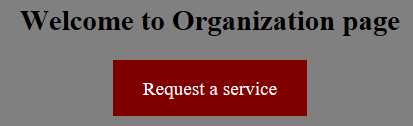 Welcome to Organization page
Request a service